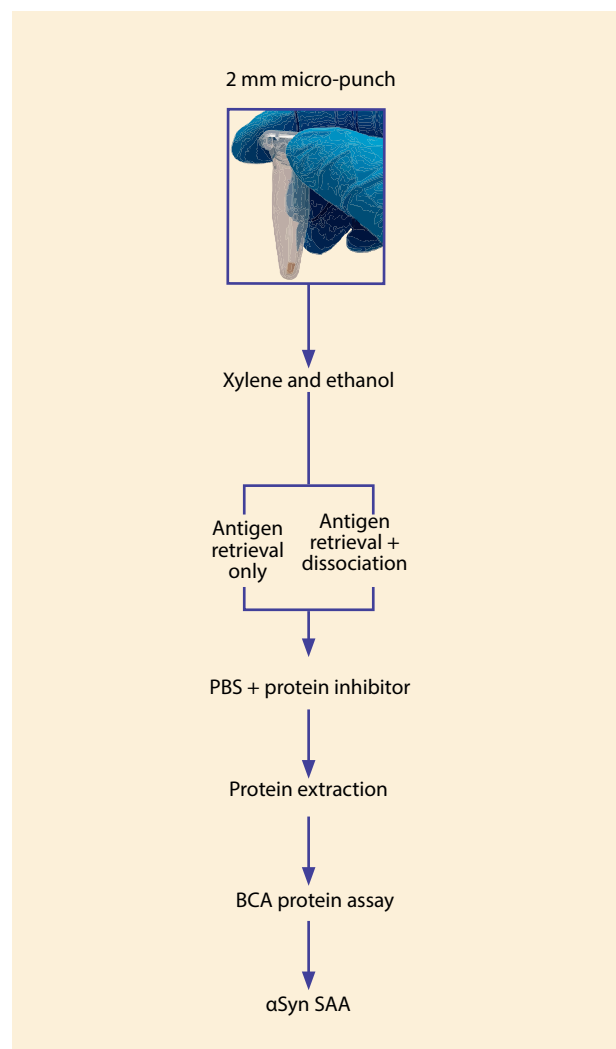 2 mm micro-punch
Xylene and ethanol
Antigen
retrieval
only
Antigen
retrieval +
dissociation
PBS + protein inhibitor
Protein extraction
BCA protein assay
αSyn SAA